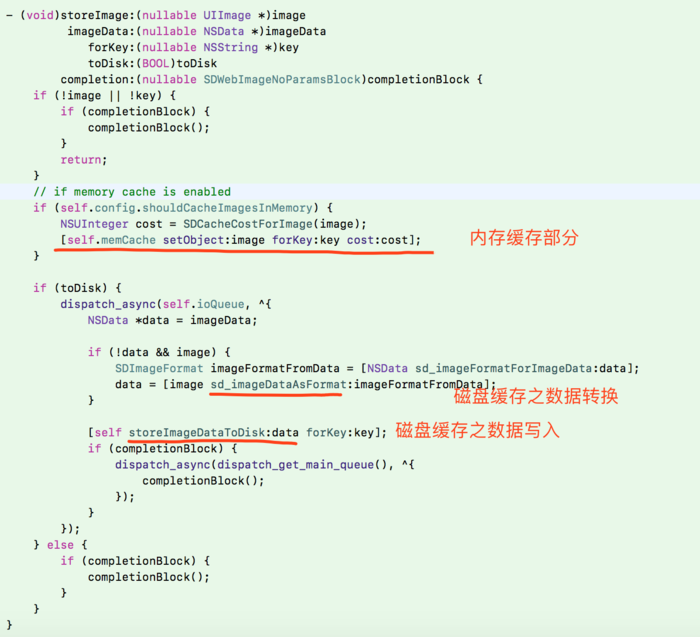 - (void)storeImage:(nullable UIImage *)image
imageData:(nullable NSData *)imageData
forKey:(nullable NSString *)key
toDisk:(BOOL)toDisk
completion:(nullable SDWebImageNoParamsBlock)completionBlock {
if (!image || !key) {
if (completionBlock) {
completionBlock();
}
return;
}
// if memory cache is enabled
if (self.config.shouldCacheImagesInMemory) {
NSUInteger cost = SDCacheCostForImage(image);
[self.memCache setObject:image forKey:key cost:cost]; 内存缓存部分
}
if (toDisk) {
dispatch_async(self.ioQueue, ^{
NSData *data = imageData;
if (!data && image) {
SDImageFormat imageFormatFromData = [NSData sd_imageFormatForImageData:data];
data = [image sd_imageDataAsFormat:imageFormatFromData];
磁盘缓存之数据转换
}
[self storeImageDataToDisk:data forKey:key]; 磁盘缓存之数据写入
if (completionBlock) {
dispatch_async(dispatch_get_main_queue(), ^{
completionBlock();
});
}
});
} else {
if (completionBlock) {
completionBlock();
}
}
}